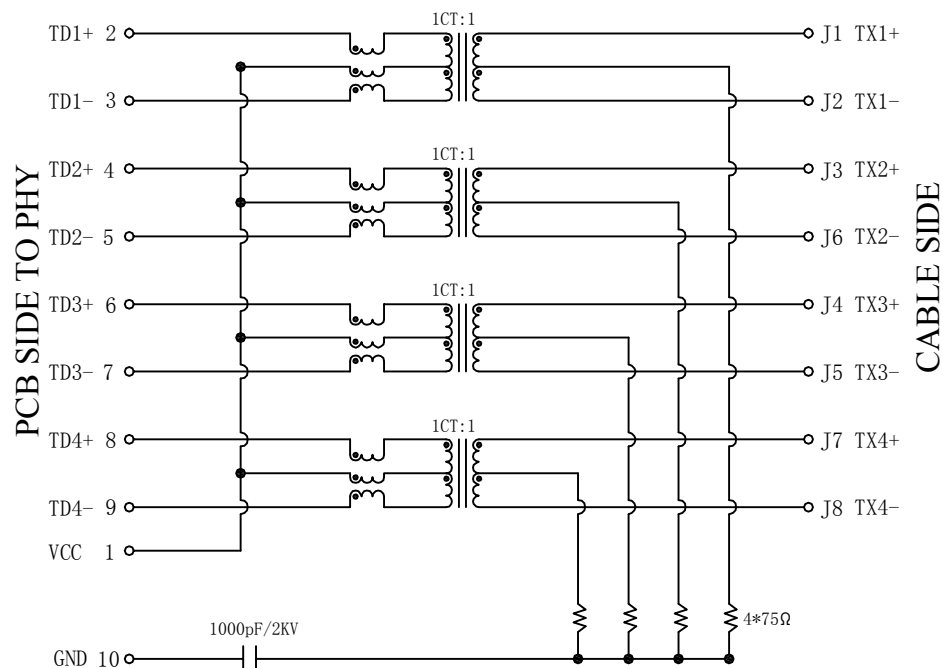 1CT:1
TD1+ 2
J1 TX1+
TD1- 3
J2 TX1-
1CT:1
TD2+ 4
J3 TX2+
TD2- 5
J6 TX2-
PCB SIDE TO PHY
CABLE SIDE
1CT:1
TD3+ 6
J4 TX3+
TD3- 7
J5 TX3-
1CT:1
TD4+ 8
J7 TX4+
TD4- 9
J8 TX4-
VCC 1
1000pF/2KV
4*75Ω
GND 10